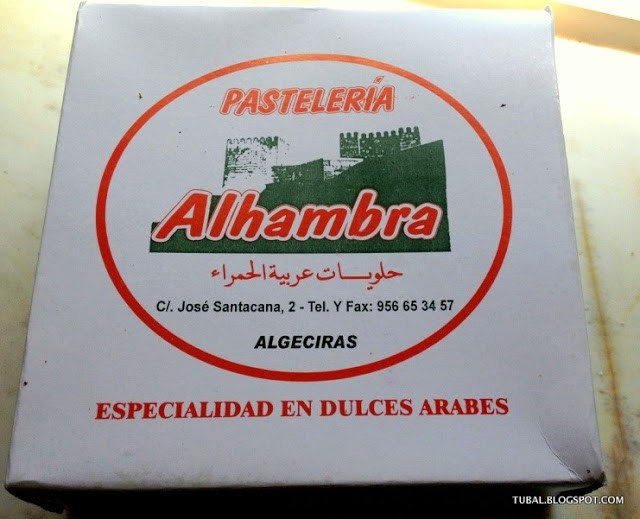 PASTELERÍA
Alhambra
حلويات عربية الحمراء
C/. José Santacana, 2 - Tel. Y Fax: 956 65 34 57
ALGECIRAS
ESPECIALIDAD EN DULCES ARABES
TUBAL.BLOGSPOT.COM